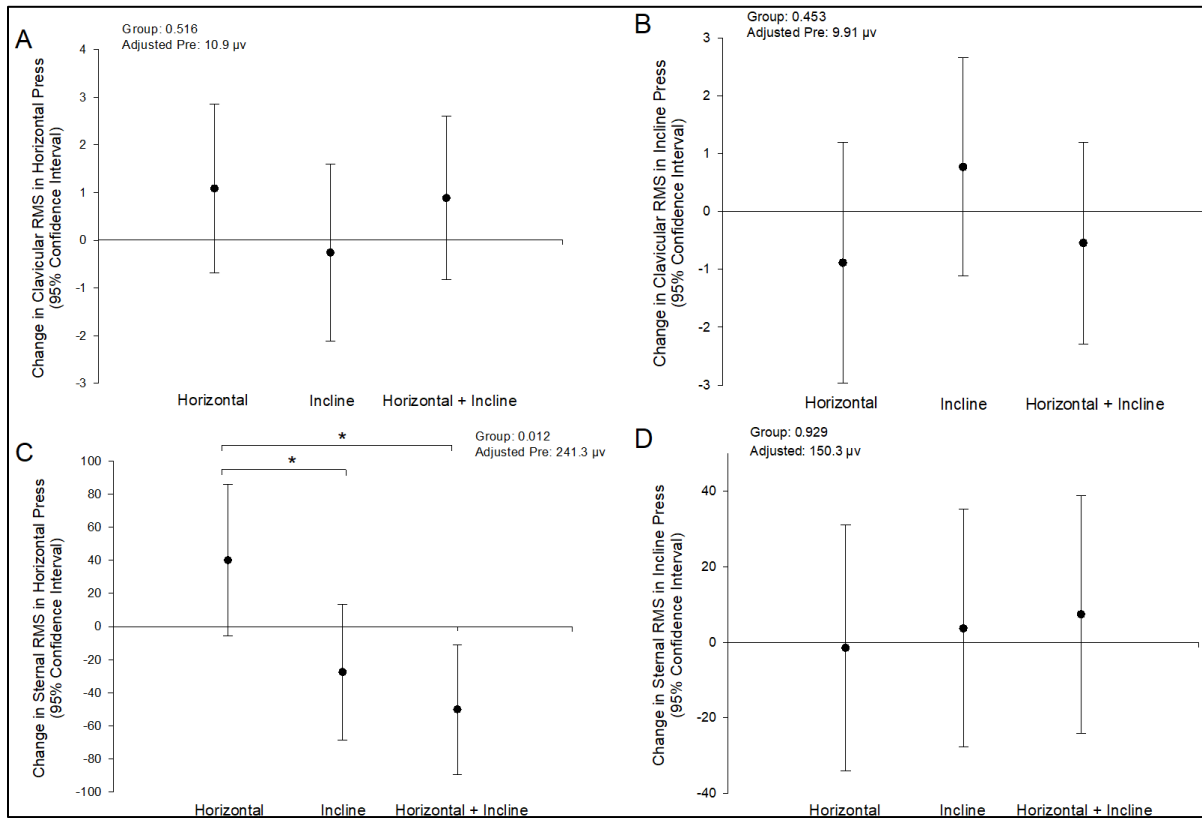 A
Group: 0.516
Adjusted Pre: 10.9 µv
Change in Clavicular RMS in Horizontal Press
(95% Confidence Interval)
4
3
2
1
0
-1
-2
-3
Horizontal
Incline
Horizontal + Incline
B
Group: 0.453
Adjusted Pre: 9.91 µv
Change in Clavicular RMS in Incline Press
(95% Confidence Interval)
3
2
1
0
-1
-2
-3
Horizontal
Incline
Horizontal + Incline
C
Group: 0.012
Adjusted Pre: 241.3 µv
*
*
Change in Sternal RMS in Horizontal Press
(95% Confidence Interval)
100
80
60
40
20
0
-20
-40
-60
-80
-100
Horizontal
Incline
Horizontal + Incline
D
Group: 0.929
Adjusted: 150.3 µv
Change in Sternal RMS in Incline Press
(95% Confidence Interval)
40
20
0
-20
-40
Horizontal
Incline
Horizontal + Incline